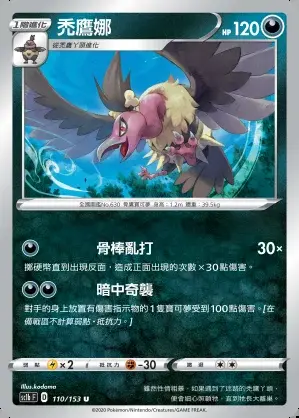 1階進化
禿鷹娜
HP120
從禿鷹丫頭進化
全國圖鑑No.630 骨鷹寶可夢 身高：1.2m 體重：39.5kg
骨棒亂打 30×
擲硬幣直到出現反面，造成正面出現的次數×30點傷害。
暗中奇襲
對手的身上放置有傷害指示物的1隻寶可夢受到100點傷害。[在
備戰區不計算弱點・抵抗力。]
弱點 ×2 抵抗力 -30 撤退
雖然性情粗暴，如果遇到了迷路的禿鷹丫頭，
便會細心照顧牠，直到牠長大離巢。
Illus.kodama
sc1b F D 110/153 U
©2020 Pokémon/Nintendo/Creatures/GAME FREAK.